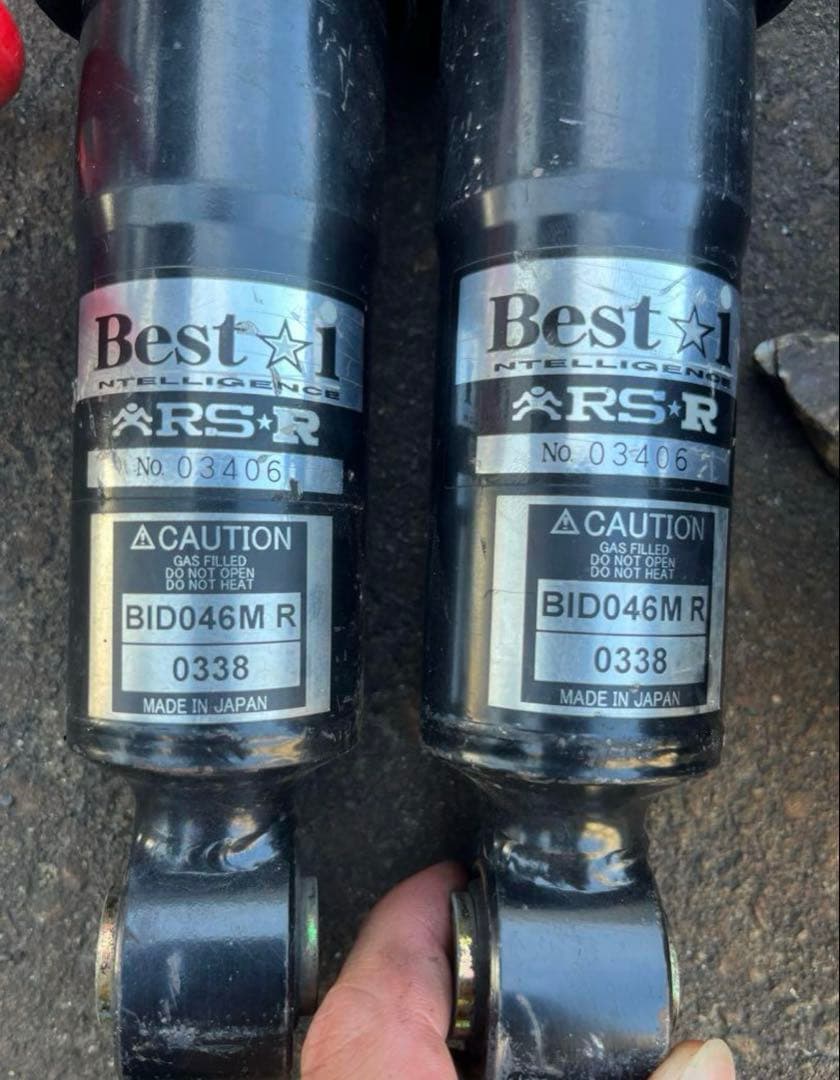 Best☆i
NTELLIGENCE
RS★R
No. 03406
⚠CAUTION
GAS FILLED
DO NOT OPEN
DO NOT HEAT
BID046M R
0338
MADE IN JAPAN
Best☆i
NTELLIGENCE
RS★R
No. 03406
⚠CAUTION
GAS FILLED
DO NOT OPEN
DO NOT HEAT
BID046M R
0338
MADE IN JAPAN